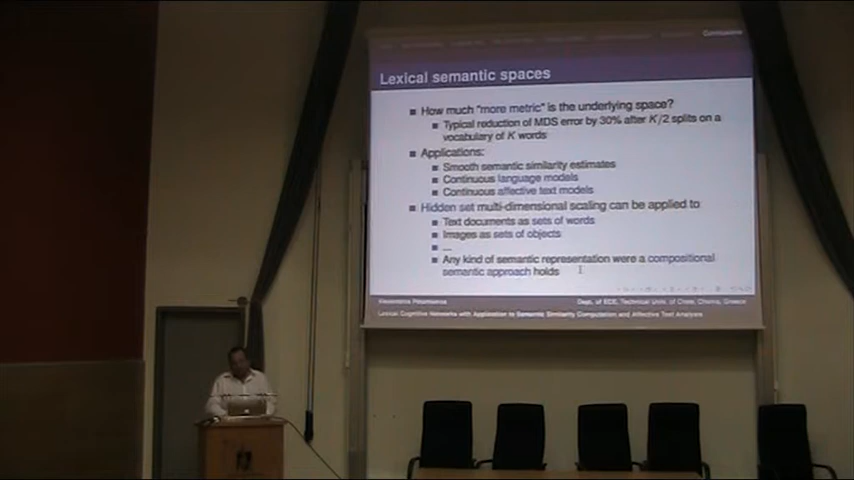 Conclusions
Lexical semantic spaces
How much "more metric" is the underlying space?
Typical reduction of MDS error by 30% after K/2 splits on a
vocabulary of K words
Applications:
Smooth semantic similarity estimates
Continuous language models
Continuous affective text models
Hidden set multi-dimensional scaling can be applied to
Text documents as sets of words
Images as sets of objects
...
Any kind of semantic representation were a compositional
semantic approach holds
Alexandros Potamianos
Dept. of ECE, Technical Univ. of Crete, Chania, Greece
Lexical Cognitive Networks with Application to Semantic Similarity Computation and Affective Text Analysis